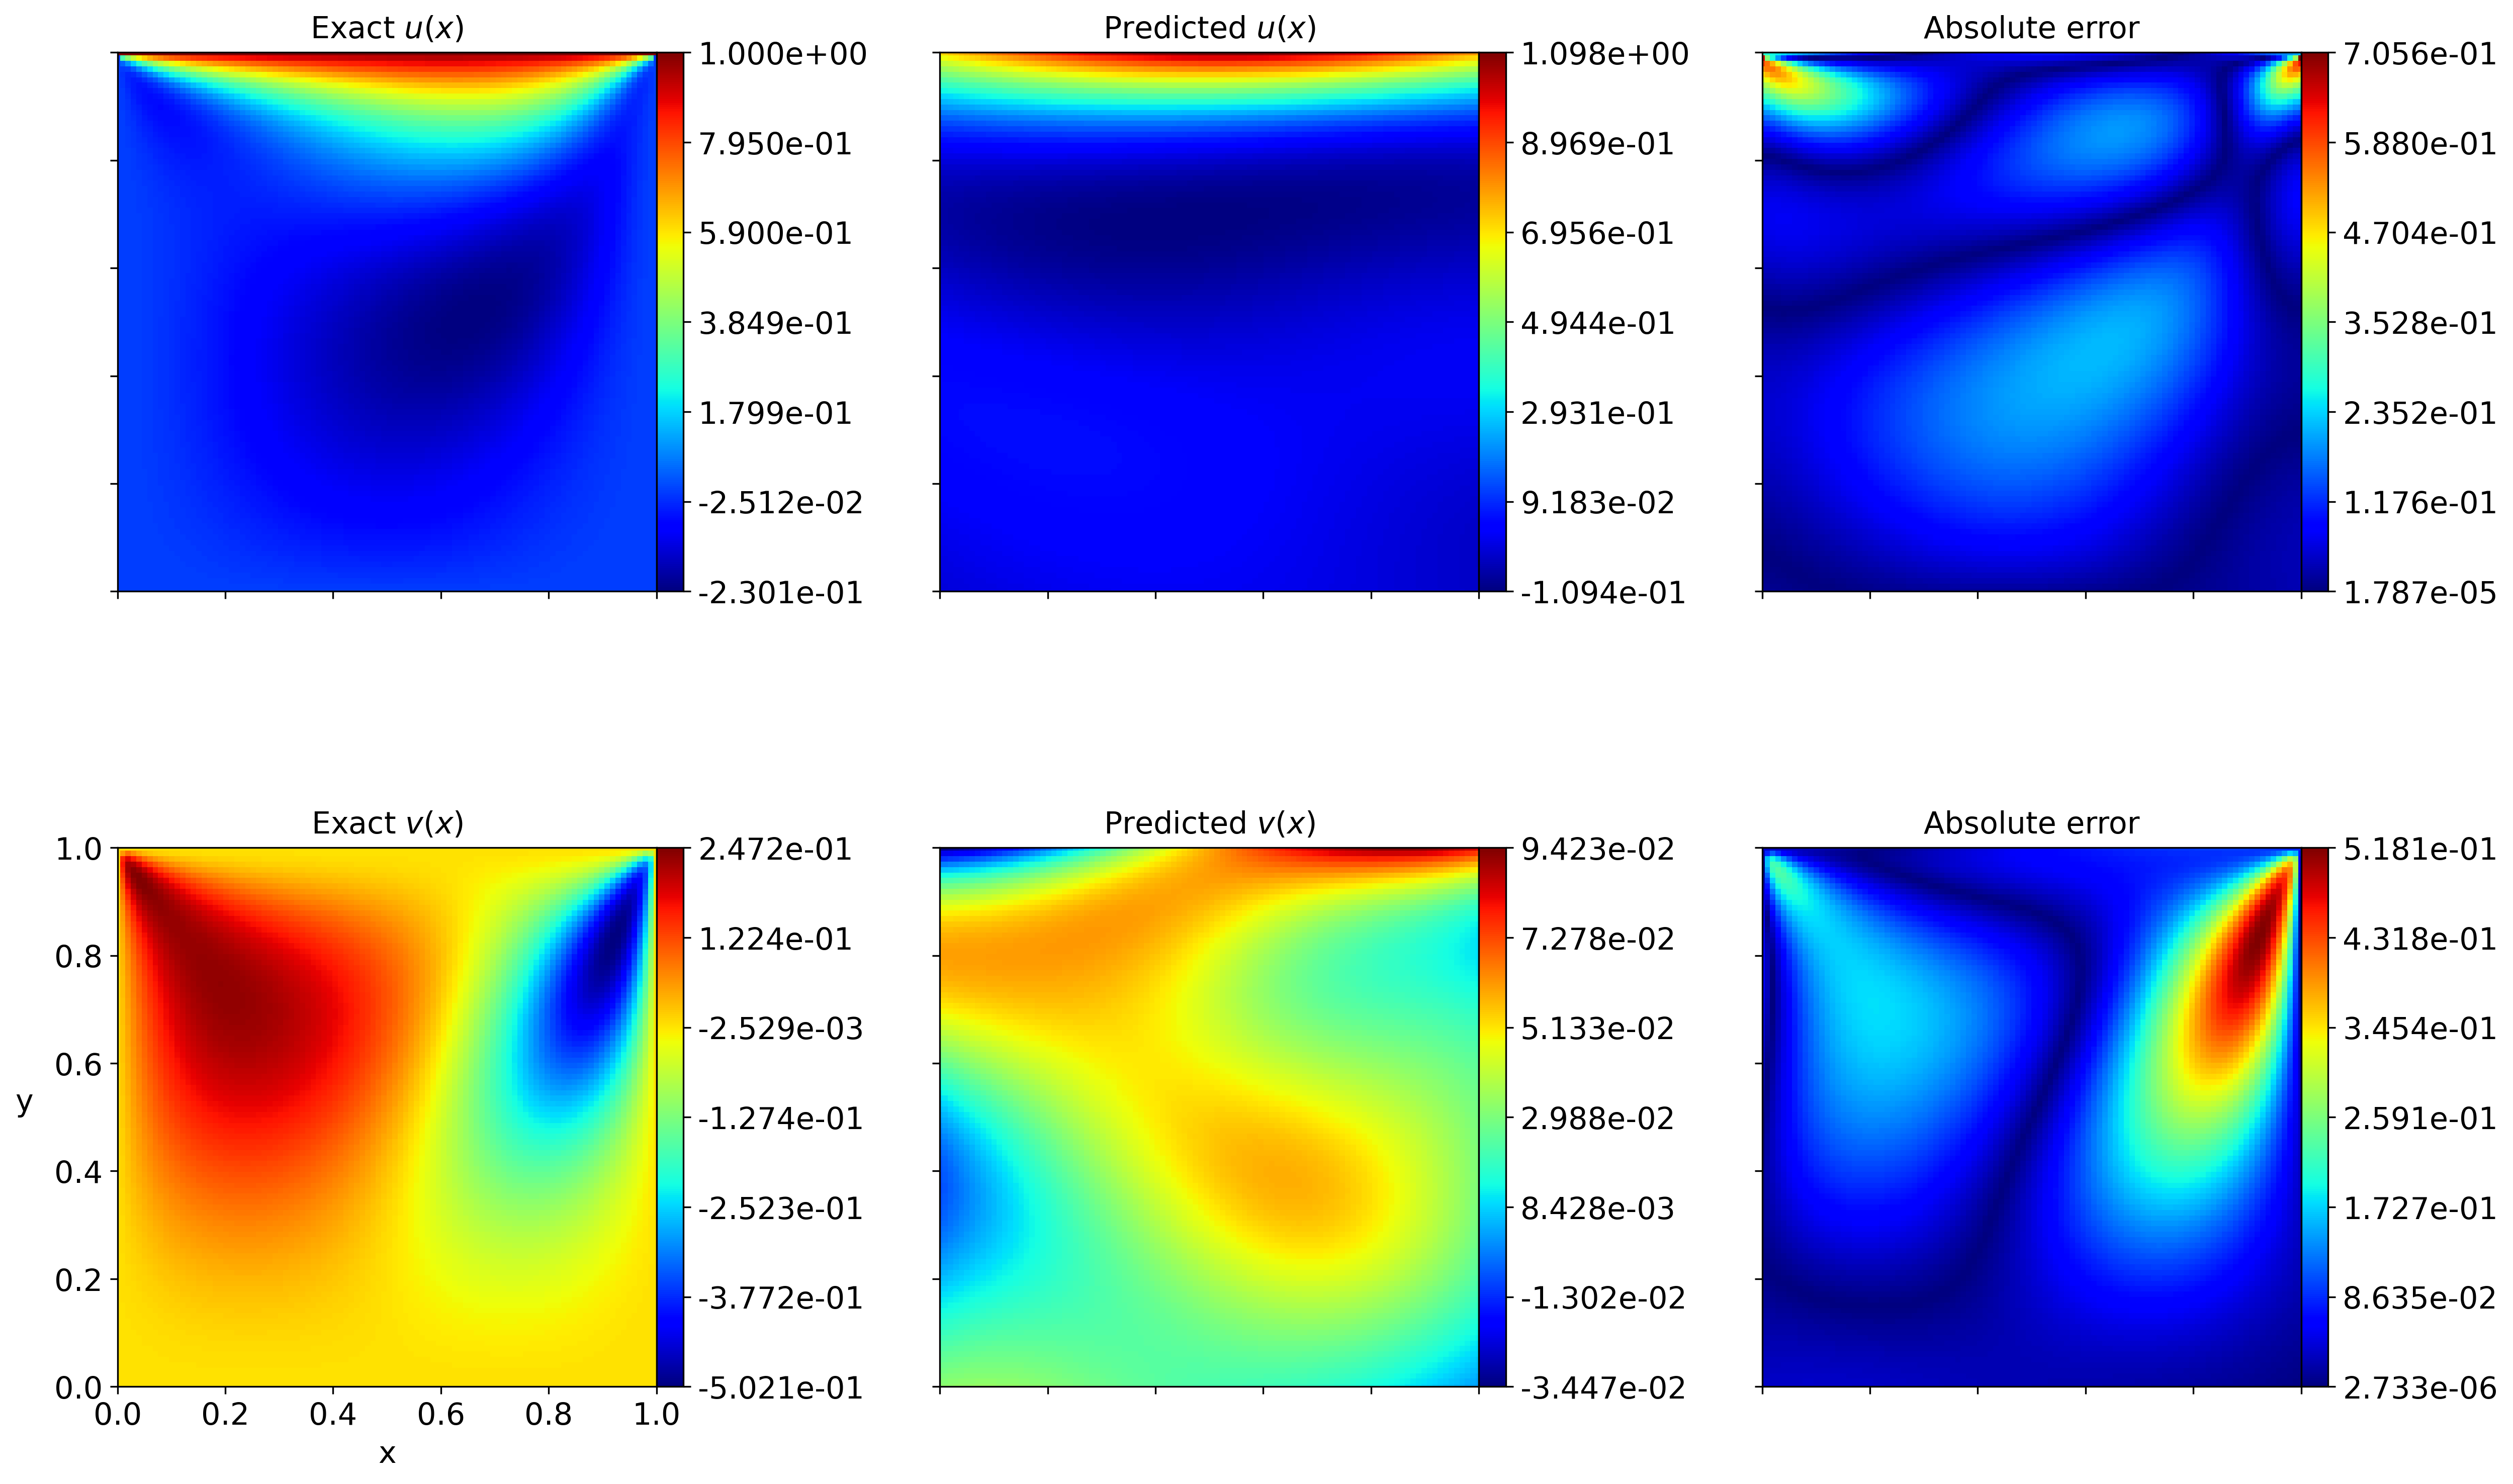 Exact u(x)
Predicted u(x)
Absolute error
1.000e+00
7.950e-01
5.900e-01
3.849e-01
1.799e-01
-2.512e-02
-2.301e-01
1.098e+00
8.969e-01
6.956e-01
4.944e-01
2.931e-01
9.183e-02
-1.094e-01
7.056e-01
5.880e-01
4.704e-01
3.528e-01
2.352e-01
1.176e-01
1.787e-05
Exact v(x)
Predicted v(x)
Absolute error
1.0
0.8
0.6
0.4
0.2
0.0
y
0.0 0.2 0.4 0.6 0.8 1.0
x
2.472e-01
1.224e-01
-2.529e-03
-1.274e-01
-2.523e-01
-3.772e-01
-5.021e-01
9.423e-02
7.278e-02
5.133e-02
2.988e-02
8.428e-03
-1.302e-02
-3.447e-02
5.181e-01
4.318e-01
3.454e-01
2.591e-01
1.727e-01
8.635e-02
2.733e-06